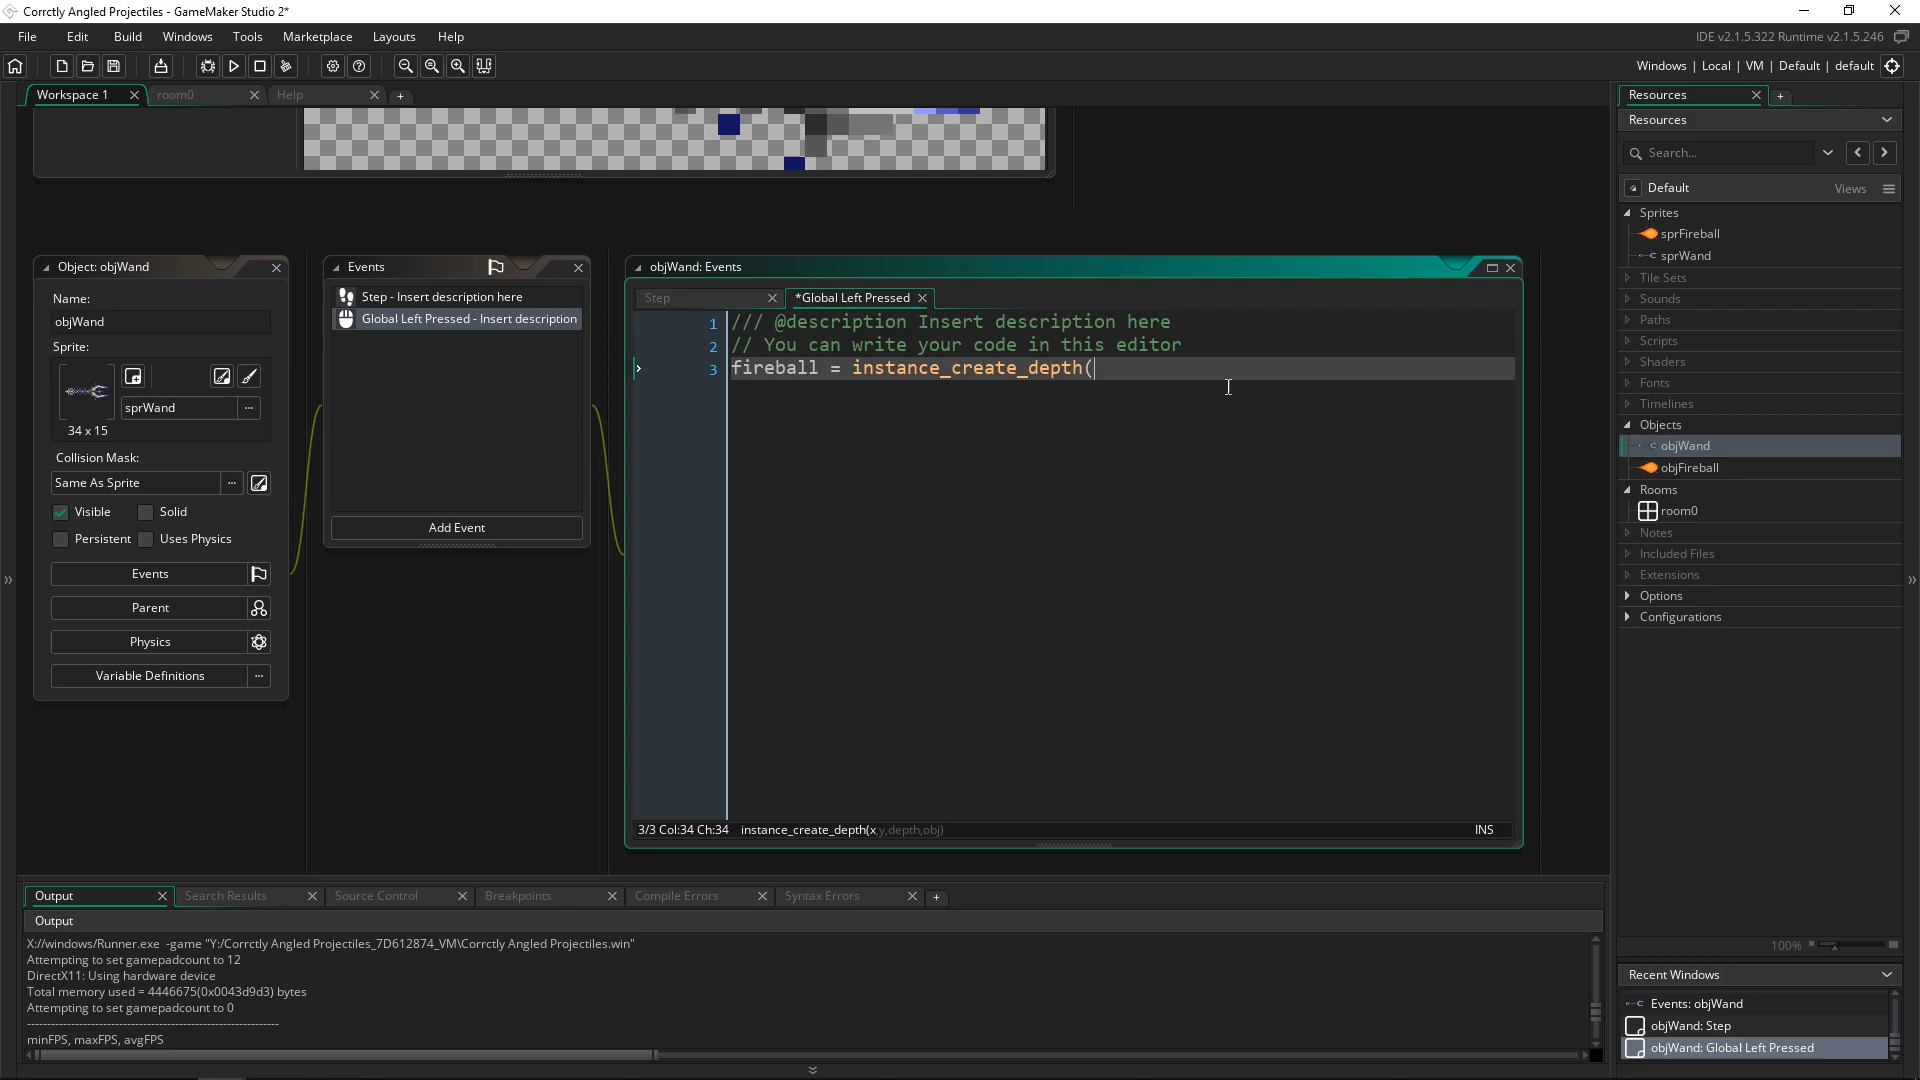 Corrctly Angled Projectiles - GameMaker Studio 2*
File Edit Build Windows Tools Marketplace Layouts Help
IDE v2.1.5.322 Runtime v2.1.5.246
Windows | Local | VM | Default | default
Workspace 1 room0 Help
Object: objWand
Name:
objWand
Sprite:
sprWand
34 x 15
Collision Mask:
Same As Sprite
Visible Solid
Persistent Uses Physics
Events
Parent
Physics
Variable Definitions
Events
Step - Insert description here
Global Left Pressed - Insert description
Add Event
objWand: Events
Step *Global Left Pressed
1 /// @description Insert description here
2 // You can write your code in this editor
3 fireball = instance_create_depth(
3/3 Col:34 Ch:34 instance_create_depth(x,y,depth,obj) INS
Output Search Results Source Control Breakpoints Compile Errors Syntax Errors
Output
X://windows/Runner.exe -game "Y:/Corrctly Angled Projectiles_7D612874_VM\Corrctly Angled Projectiles.win"
Attempting to set gamepadcount to 12
DirectX11: Using hardware device
Total memory used = 4446675(0x0043d9d3) bytes
Attempting to set gamepadcount to 0
----------------------------------------------------------------
minFPS, maxFPS, avgFPS
Resources
Resources
Search...
Default Views
Sprites
sprFireball
sprWand
Tile Sets
Sounds
Paths
Scripts
Shaders
Fonts
Timelines
Objects
objWand
objFireball
Rooms
room0
Notes
Included Files
Extensions
Options
Configurations
100%
Recent Windows
Events: objWand
objWand: Step
objWand: Global Left Pressed